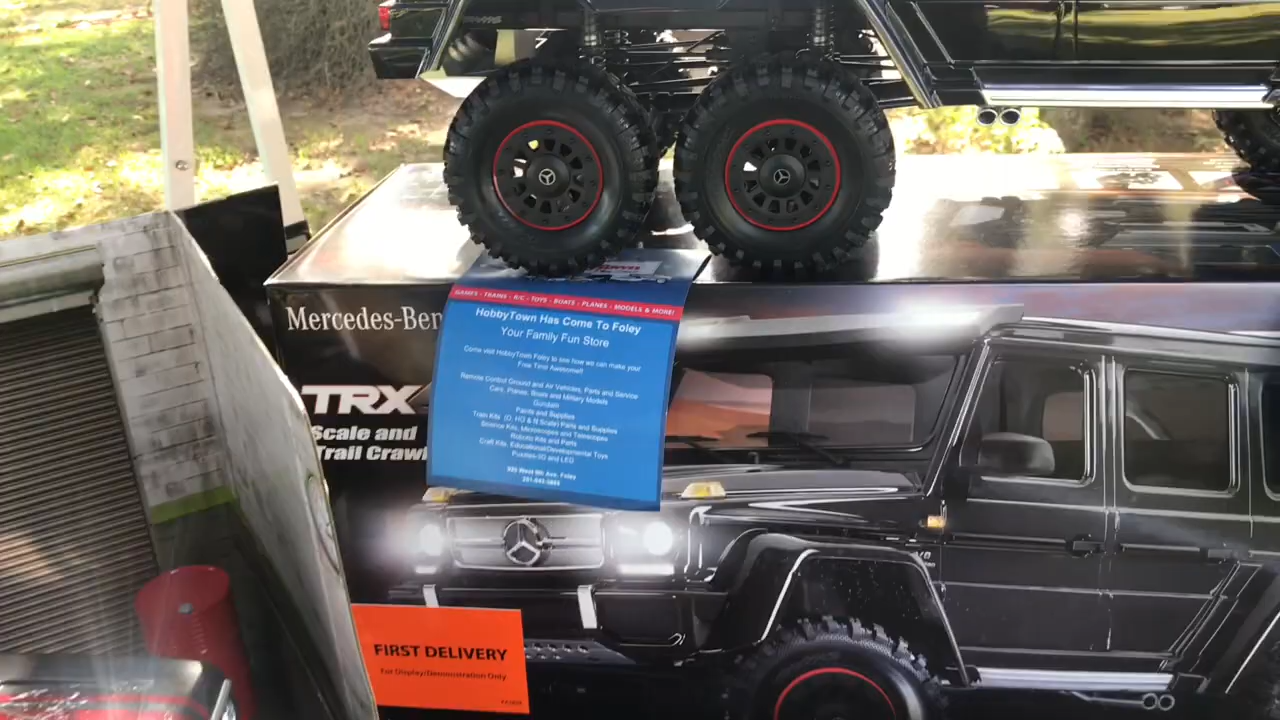 TRAXXAS
GAMES - TRAINS - R/C - TOYS - BOATS - PLANES - MODELS & MORE!
HobbyTown Has Come To Foley
Your Family Fun Store
Come visit HobbyTown Foley to see how we can make your
Free Time Awesome!!
Remote Control Ground and Air Vehicles, Parts and Service
Cars, Planes, Boats and Military Models
Gundam
Paints and Supplies
Train Kits (O, HO & N Scale) Parts and Supplies
Science Kits, Microscopes and Telescopes
Robotic Kits and Parts
Craft Kits, Educational/Developmental Toys
Puzzles-3D and LED
Ave. Foley
Mercedes-Ben
TRX
Scale and
Trail Crawl
FIRST DELIVERY
For Display/Demonstration Only